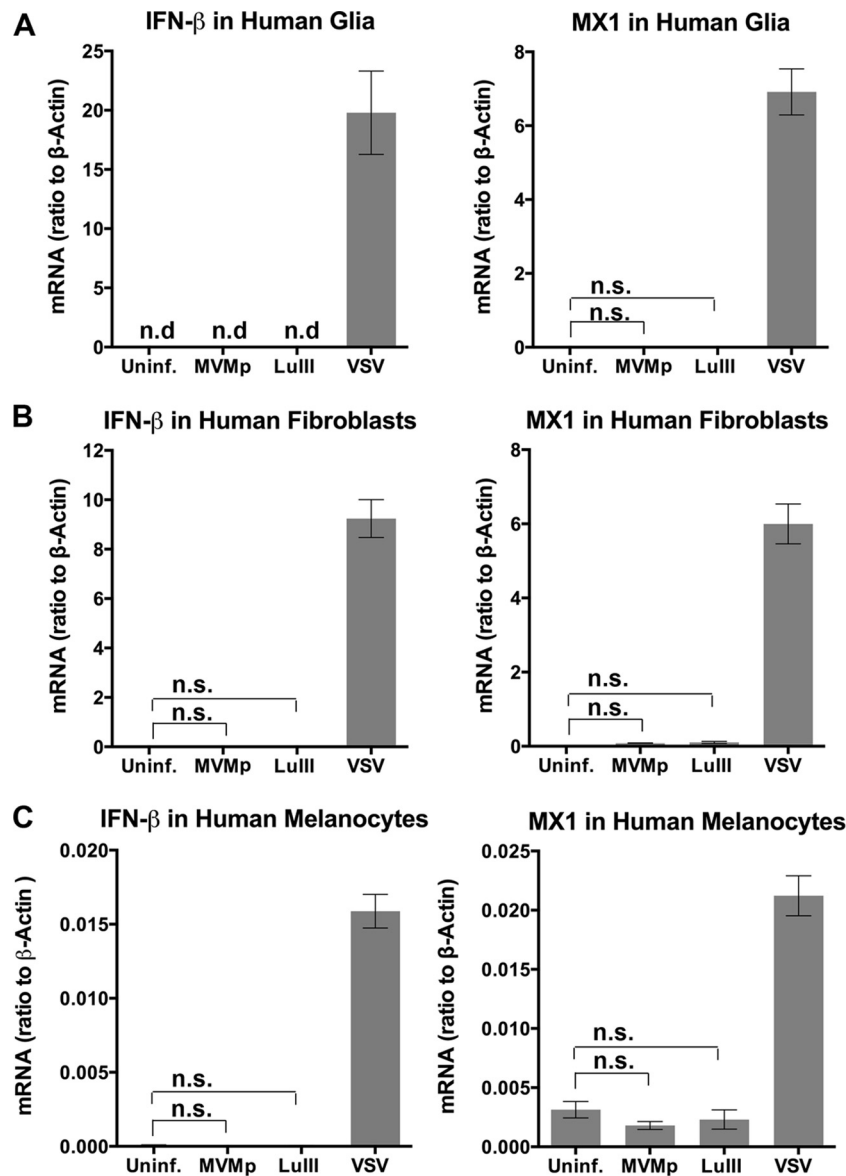 A
IFN-β in Human Glia
mRNA (ratio to β-Actin)
25
20
15
10
5
0
n.d n.d n.d
Uninf. MVMp LuIII VSV
MX1 in Human Glia
mRNA (ratio to β-Actin)
8
6
4
2
0
n.s.
n.s.
Uninf. MVMp LuIII VSV
B
IFN-β in Human Fibroblasts
mRNA (ratio to β-Actin)
12
10
8
6
4
2
0
n.s.
n.s.
Uninf. MVMp LuIII VSV
MX1 in Human Fibroblasts
mRNA (ratio to β-Actin)
8
6
4
2
0
n.s.
n.s.
Uninf. MVMp LuIII VSV
C
IFN-β in Human Melanocytes
mRNA (ratio to β-Actin )
0.020
0.015
0.010
0.005
0.000
n.s.
n.s.
Uninf. MVMp LuIII VSV
MX1 in Human Melanocytes
mRNA (ratio to β-Actin)
0.025
0.020
0.015
0.010
0.005
0.000
n.s.
n.s.
Uninf. MVMp LuIII VSV